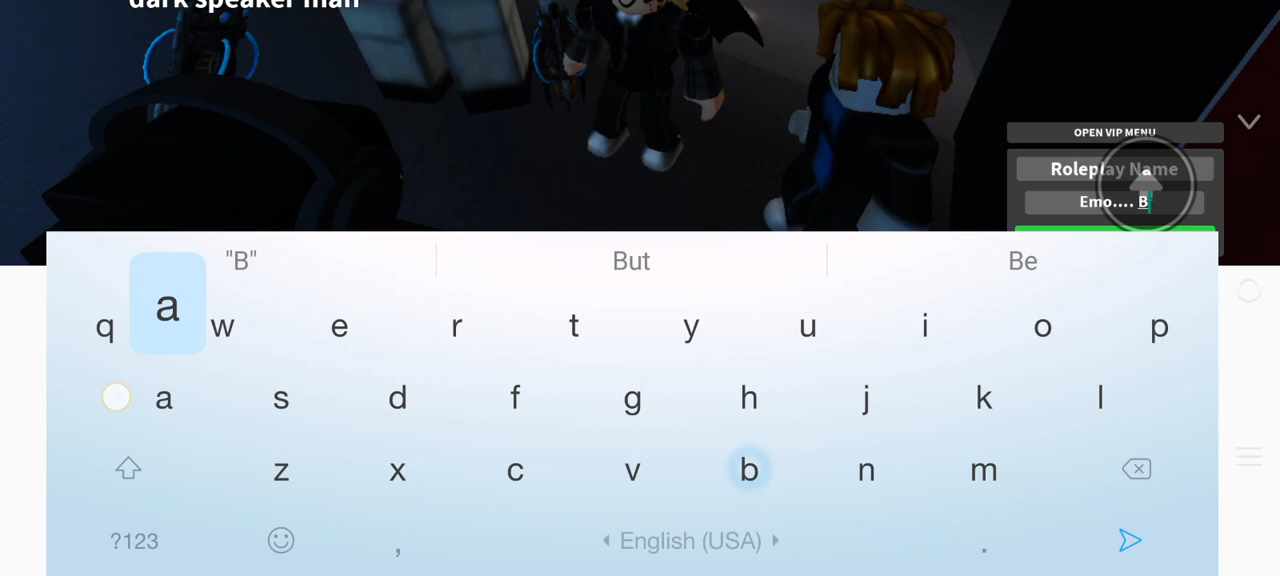 dark speaker man
OPEN VIP MENU
Roleplay Name
Emo.... B
"B" But Be
a
q w e r t y u i o p
a s d f g h j k l
z x c v b n m
?123 , English (USA) .